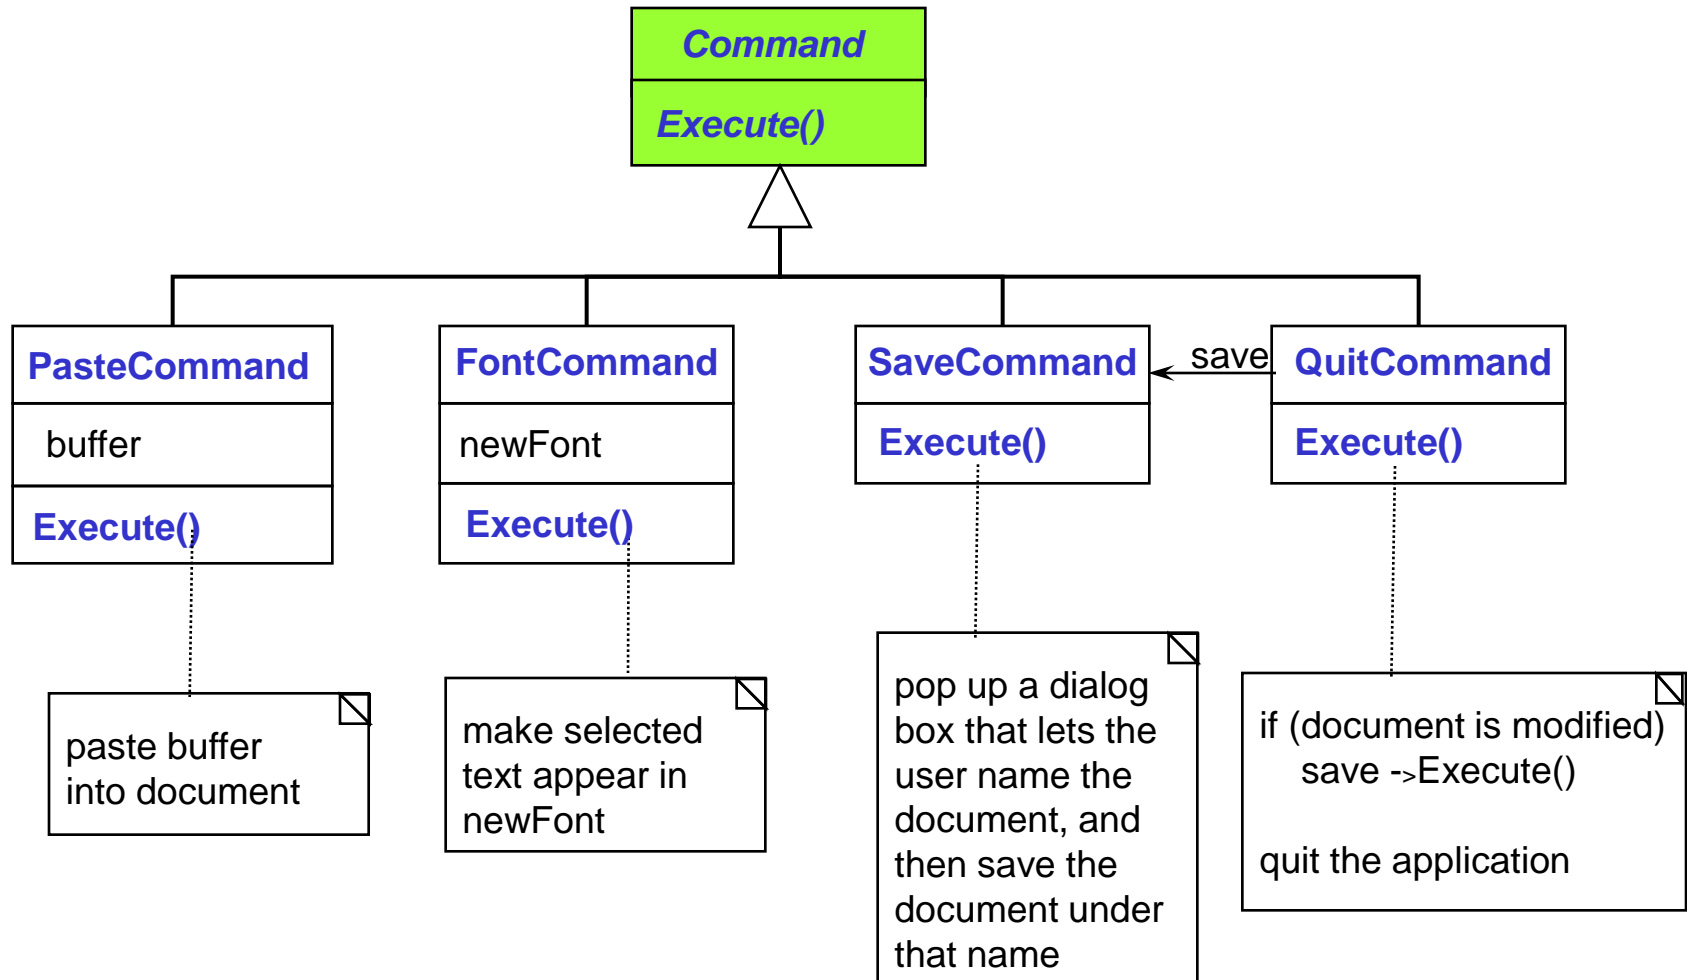 Command
Execute()
PasteCommand
buffer
Execute()
FontCommand
newFont
Execute()
SaveCommand
Execute()
save
QuitCommand
Execute()
paste buffer
into document
make selected
text appear in
newFont
pop up a dialog
box that lets the
user name the
document, and
then save the
document under
that name
if (document is modified)
save ->Execute()
quit the application